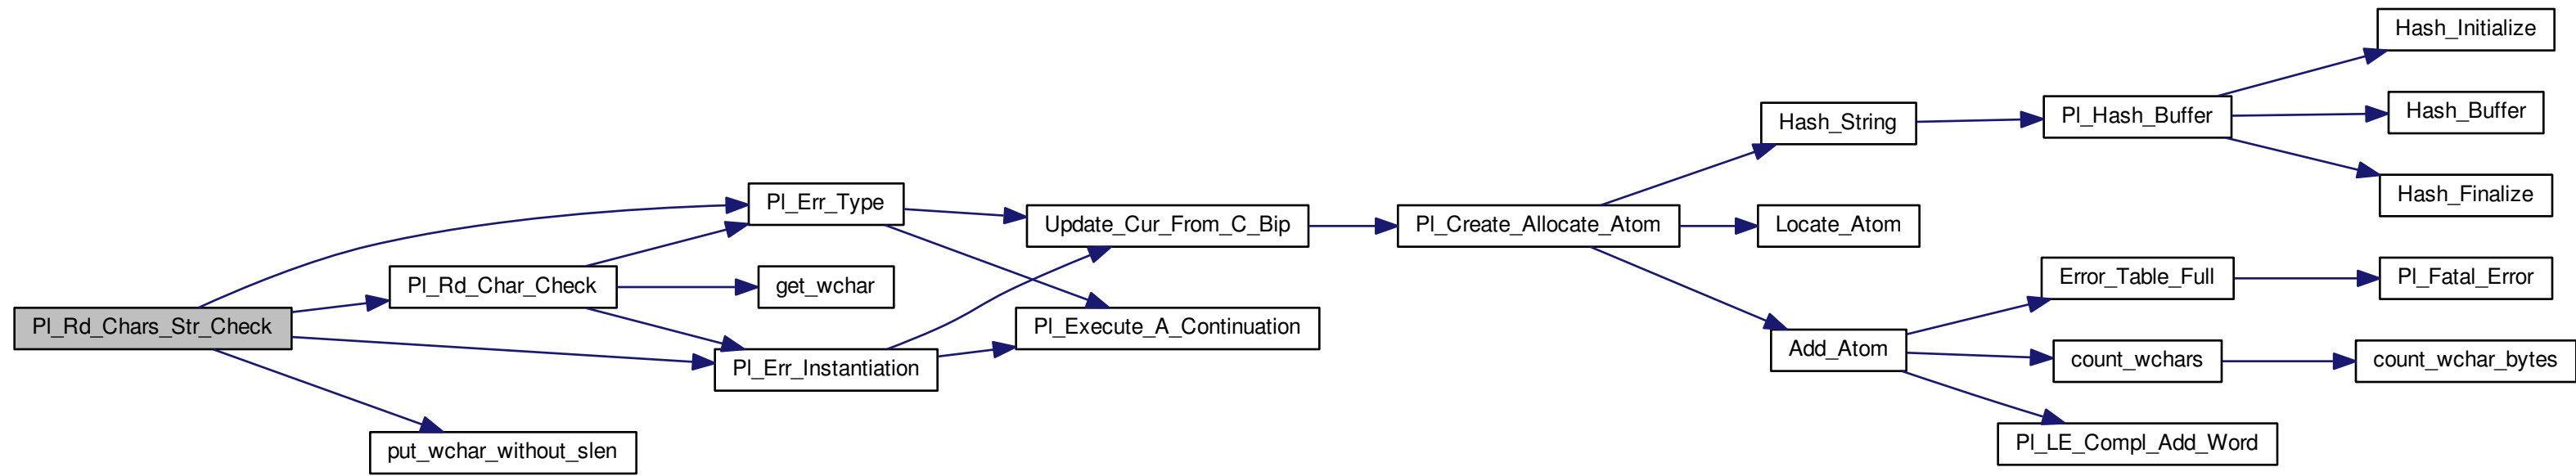 Pl_Rd_Chars_Str_Check
Pl_Err_Type
Pl_Rd_Char_Check
get_wchar
Pl_Err_Instantiation
put_wchar_without_slen
Update_Cur_From_C_Bip
Pl_Execute_A_Continuation
Pl_Create_Allocate_Atom
Hash_String
Locate_Atom
Add_Atom
Pl_Hash_Buffer
Error_Table_Full
count_wchars
Pl_LE_Compl_Add_Word
Hash_Initialize
Hash_Buffer
Hash_Finalize
Pl_Fatal_Error
count_wchar_bytes